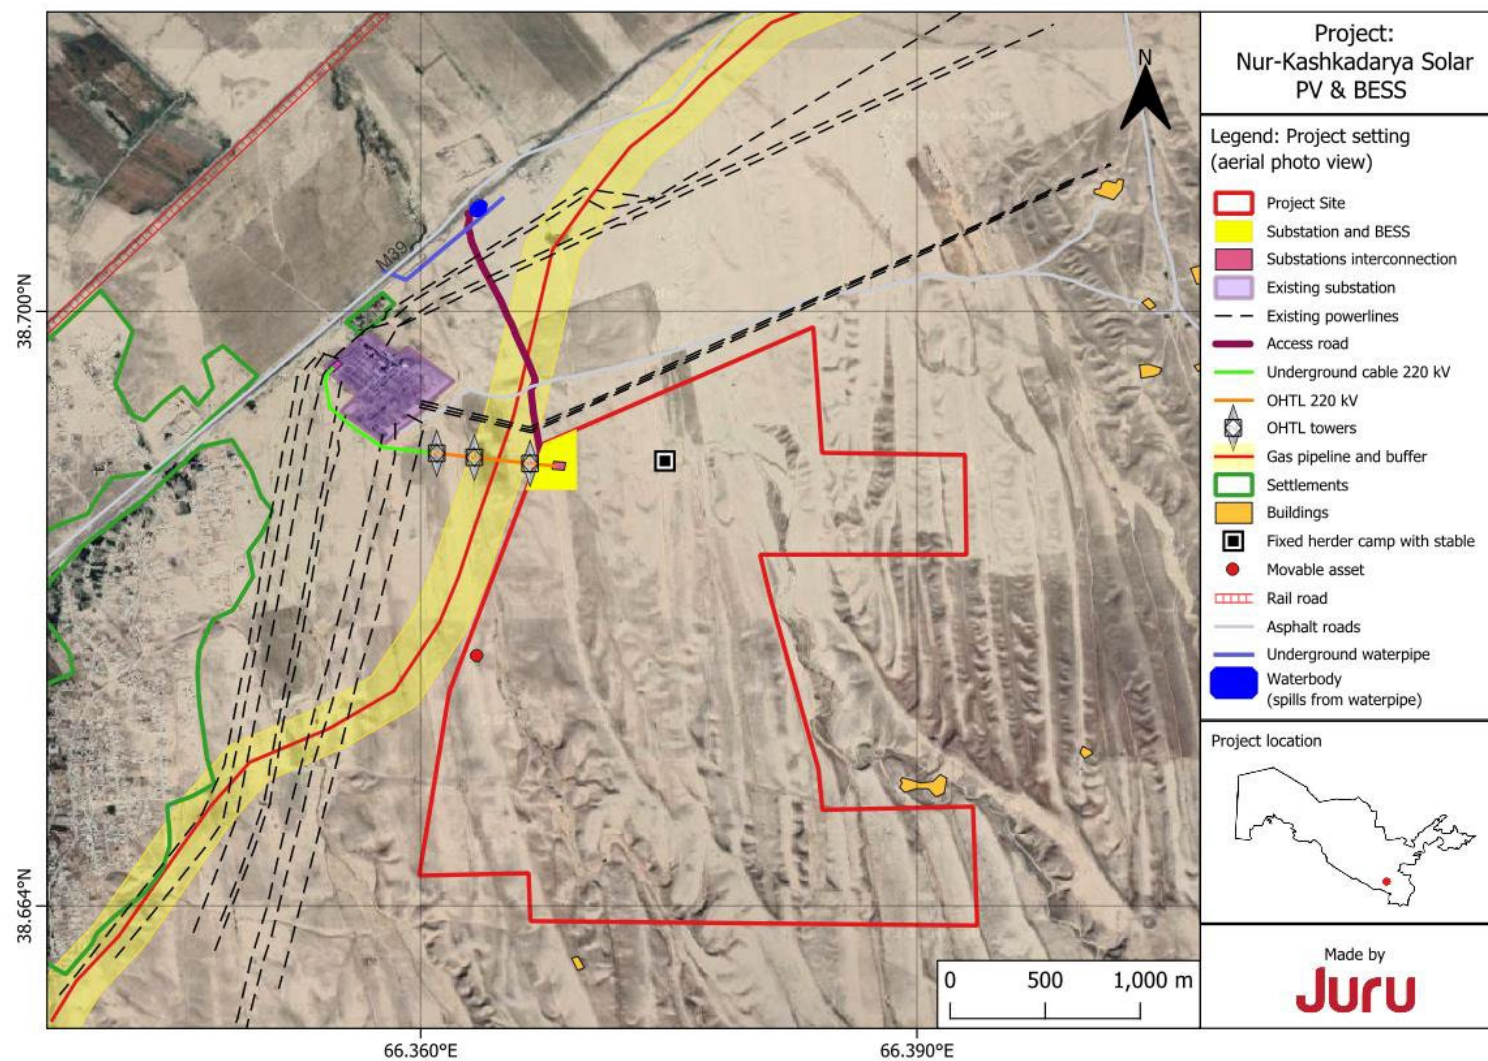 Project:
Nur-Kashkadarya Solar
PV & BESS
Legend: Project setting
(aerial photo view)
Project Site
Substation and BESS
Substations interconnection
Existing substation
Existing powerlines
Access road
Underground cable 220 kV
OHTL 220 kV
OHTL towers
Gas pipeline and buffer
Settlements
Buildings
Fixed herder camp with stable
Movable asset
Rail road
Asphalt roads
Underground waterpipe
Waterbody
(spills from waterpipe)
Project location
Made by
Juru
N
M39
38.700°N
38.664°N
66.360°E
66.390°E
0 500 1,000 m